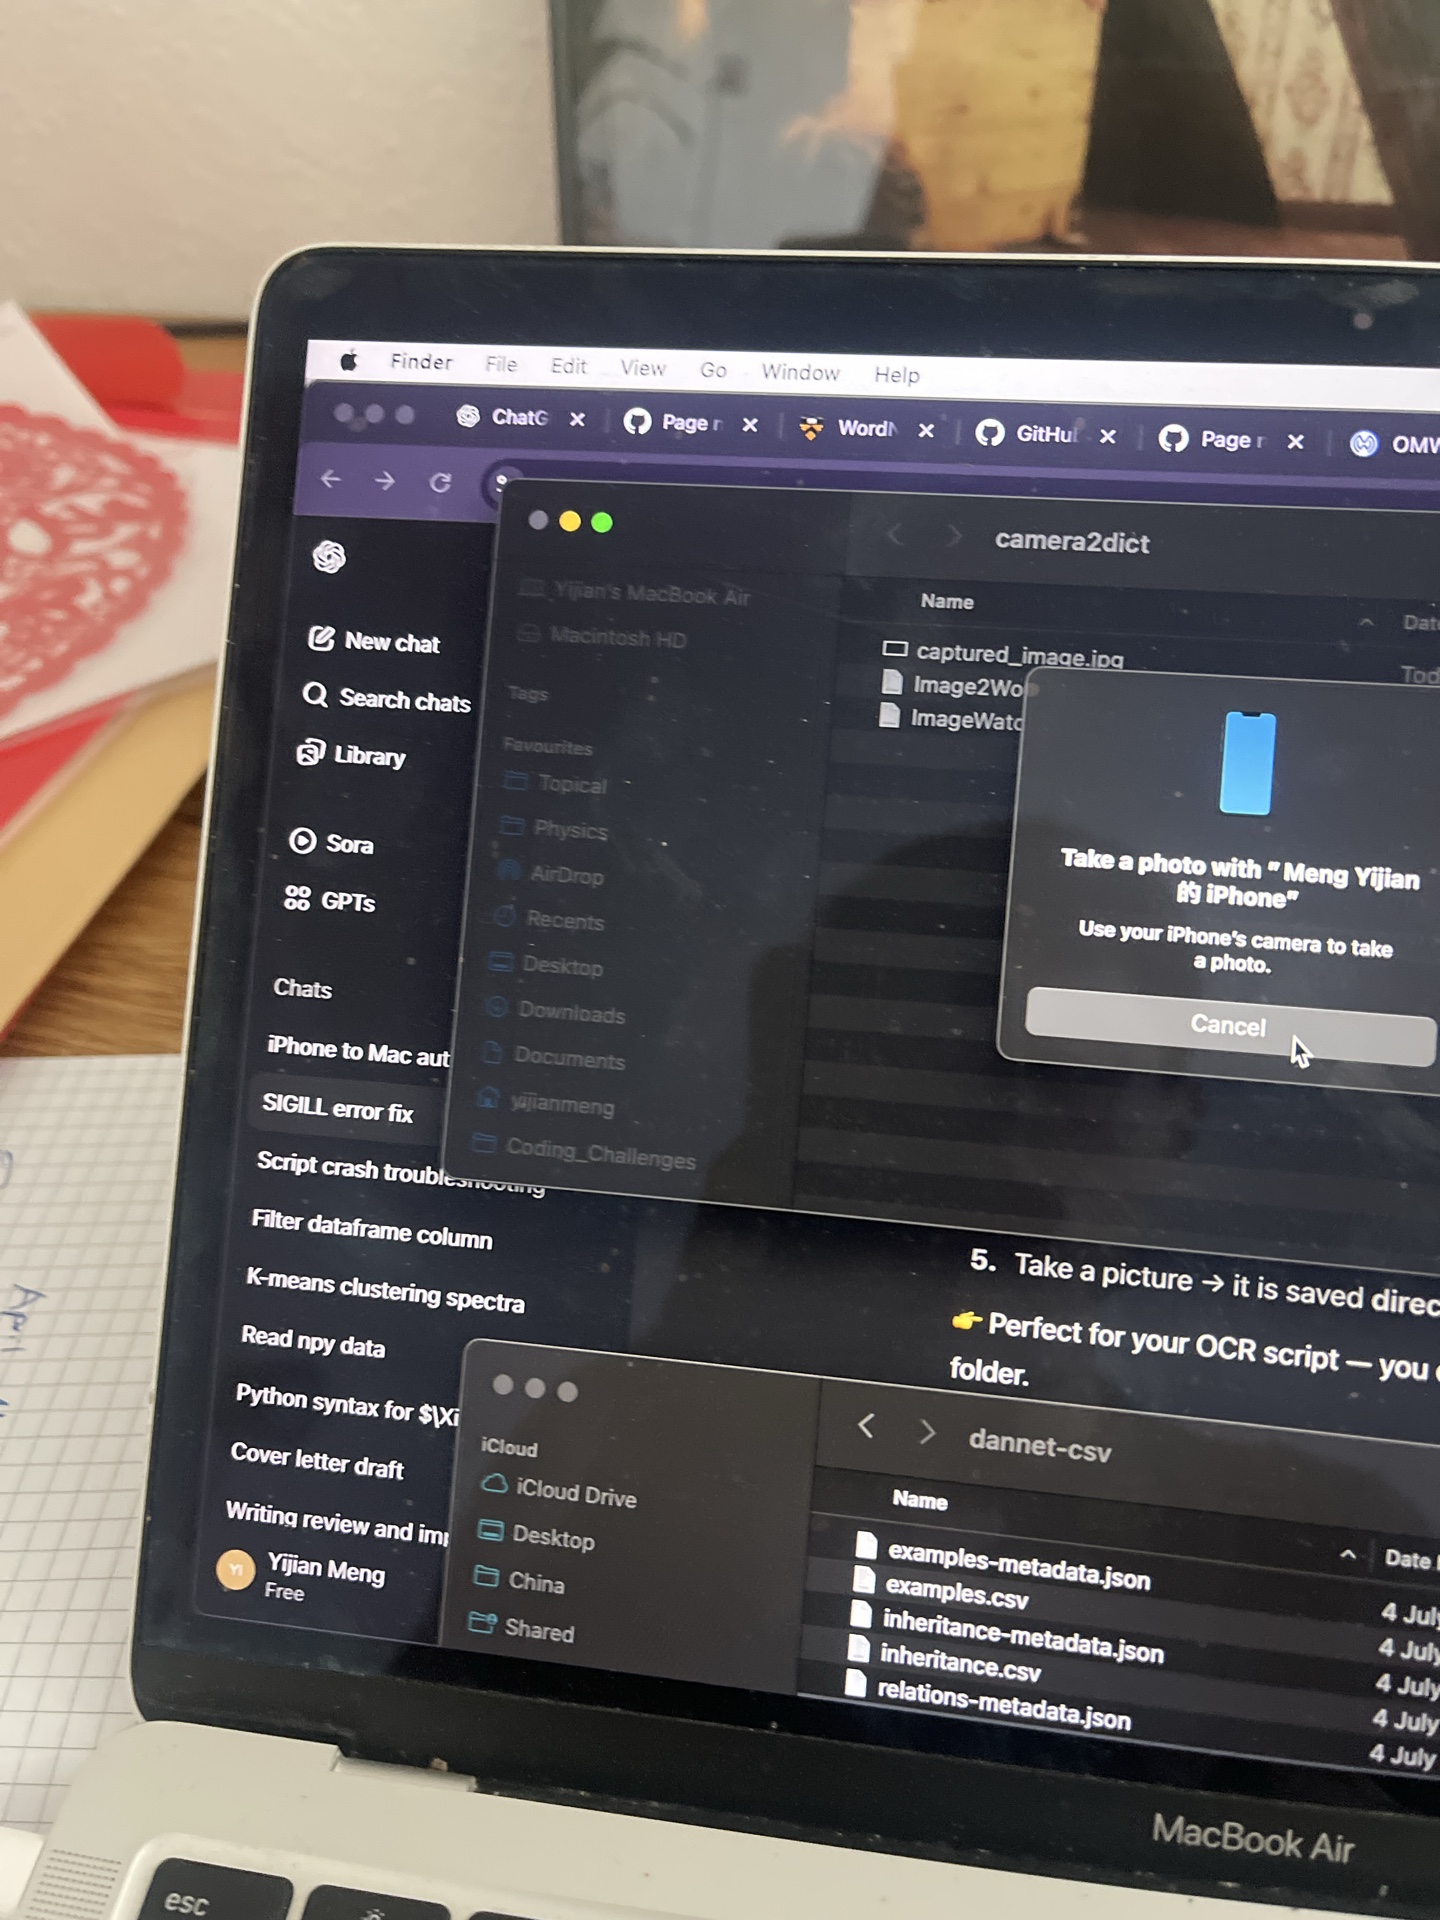 Finder File Edit View Go Window Help
ChatG Page r WordN GitHu Page r OMW
camera2dict
Yijian's MacBook Air
Macintosh HD
Tags
Favourites
Topical
Physics
AirDrop
Recents
Desktop
Downloads
Documents
yijianmeng
Coding_Challenges
Name
captured_image.jpg
Image2Wo
ImageWatc
Tod
Take a photo with "Meng Yijian
的 iPhone"
Use your iPhone's camera to take
a photo.
Cancel
New chat
Search chats
Library
Sora
GPTs
Chats
iPhone to Mac aut
SIGILL error fix
Script crash troubleshooting
Filter dataframe column
K-means clustering spectra
Read npy data
Python syntax for $\Xi
Cover letter draft
Writing review and imp
YI
Yijian Meng
Free
5. Take a picture → it is saved direc
👉 Perfect for your OCR script — you
folder.
dannet-csv
iCloud
iCloud Drive
Desktop
China
Shared
Name Date
examples-metadata.json
examples.csv 4 July
inheritance-metadata.json 4 July
inheritance.csv 4 July
relations-metadata.json 4 July
4 July
MacBook Air
esc